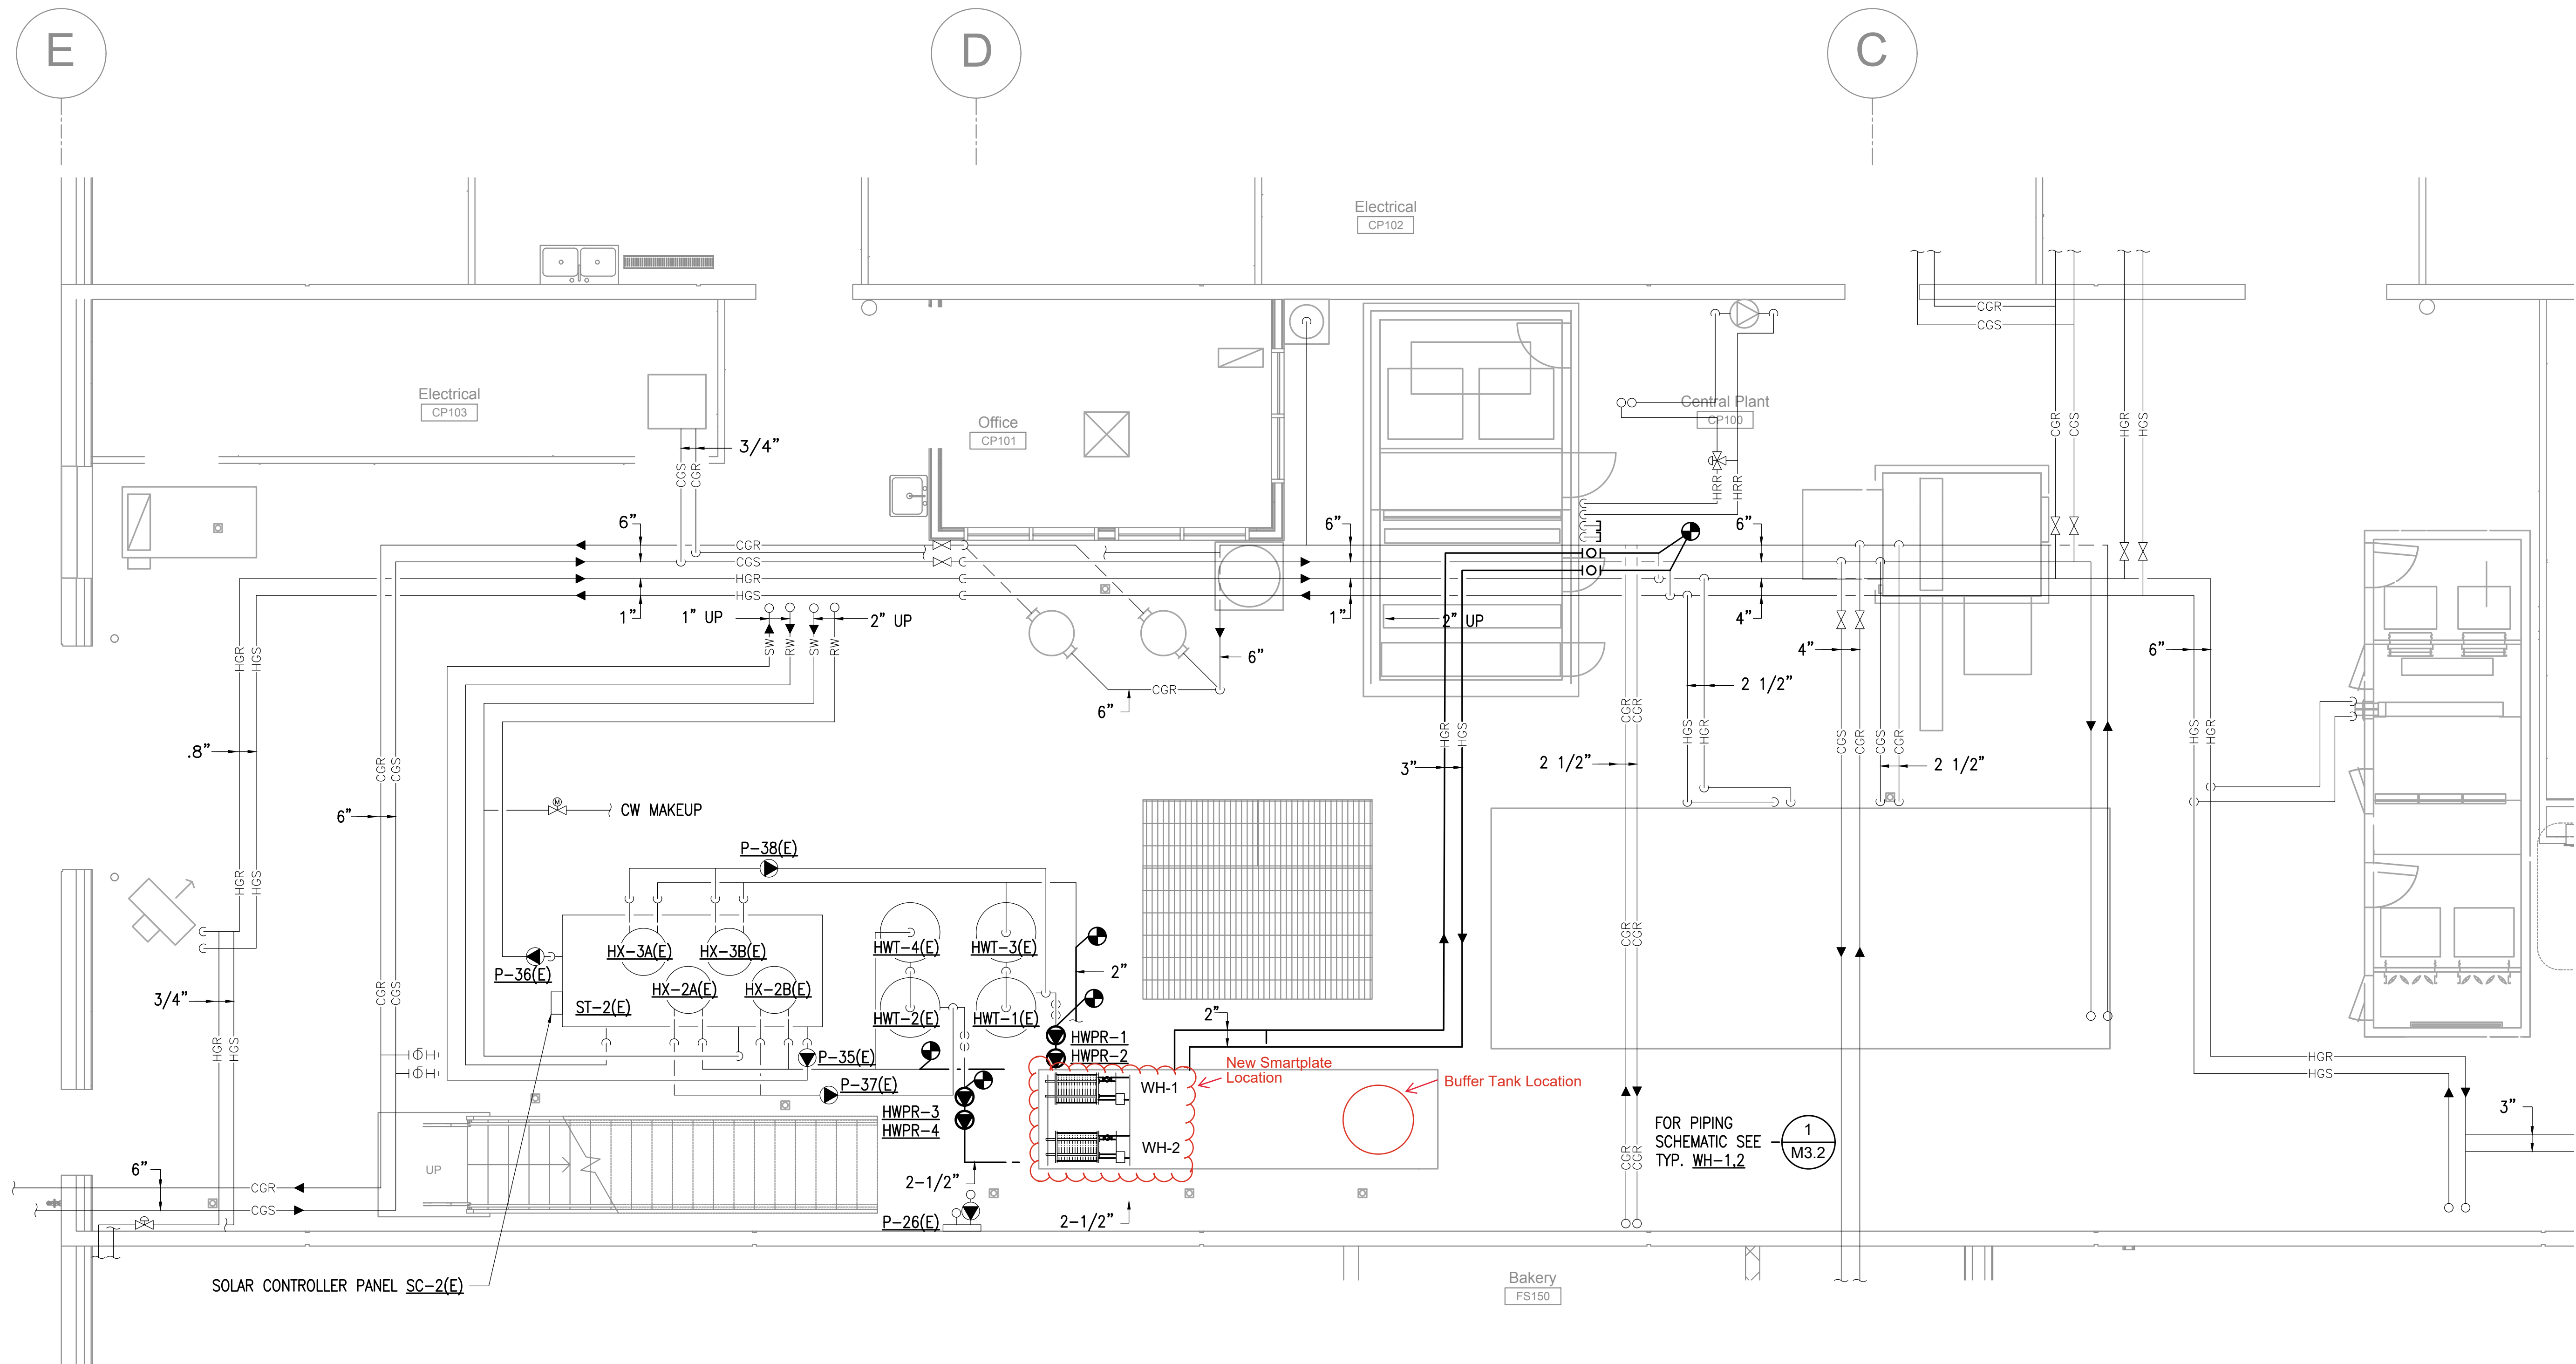 E
D
C
Electrical
CP102
CGR
CGS
Electrical
CP103
Office
CP101
Central Plant
CP100
3/4"
CGS
CGR
HRR
HRR
CGR
CGS
HGR
HGS
6"
CGR
CGS
HGR
HGS
6"
6"
1"
1" UP
2" UP
1"
2" UP
4"
SW
RW
SW
RW
HGR
HGS
6"
4"
6"
CGR
6"
2 1/2"
CGR
CGR
HGS
HGR
HGR
HGS
CGS
CGR
CGS
CGR
HGS
HGR
.8"
3"
2 1/2"
2 1/2"
CGR
CGS
6"
CW MAKEUP
M
P-38(E)
HGR
HGS
HX-3A(E)
HX-3B(E)
HWT-4(E)
HWT-3(E)
P-36(E)
2"
HX-2A(E)
HX-2B(E)
3/4"
CGR
CGS
ST-2(E)
HWT-2(E)
HWT-1(E)
CGR
CGR
2"
HWPR-1
HWPR-2
HGR
HGS
P-35(E)
New Smartplate
Location
HGR
HGS
P-37(E)
WH-1
Buffer Tank Location
HWPR-3
HWPR-4
WH-2
FOR PIPING
SCHEMATIC SEE
TYP. WH-1,2
1
M3.2
3"
UP
6"
CGR
CGS
2-1/2"
CGR
CGR
P-26(E)
2-1/2"
SOLAR CONTROLLER PANEL SC-2(E)
Bakery
FS150